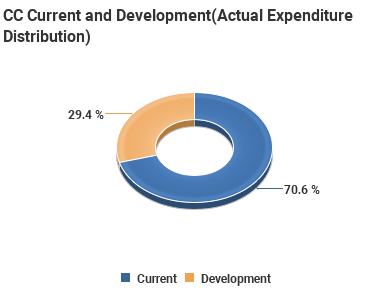 CC Current and Development(Actual Expenditure
Distribution)
29.4 %
70.6 %
Current Development